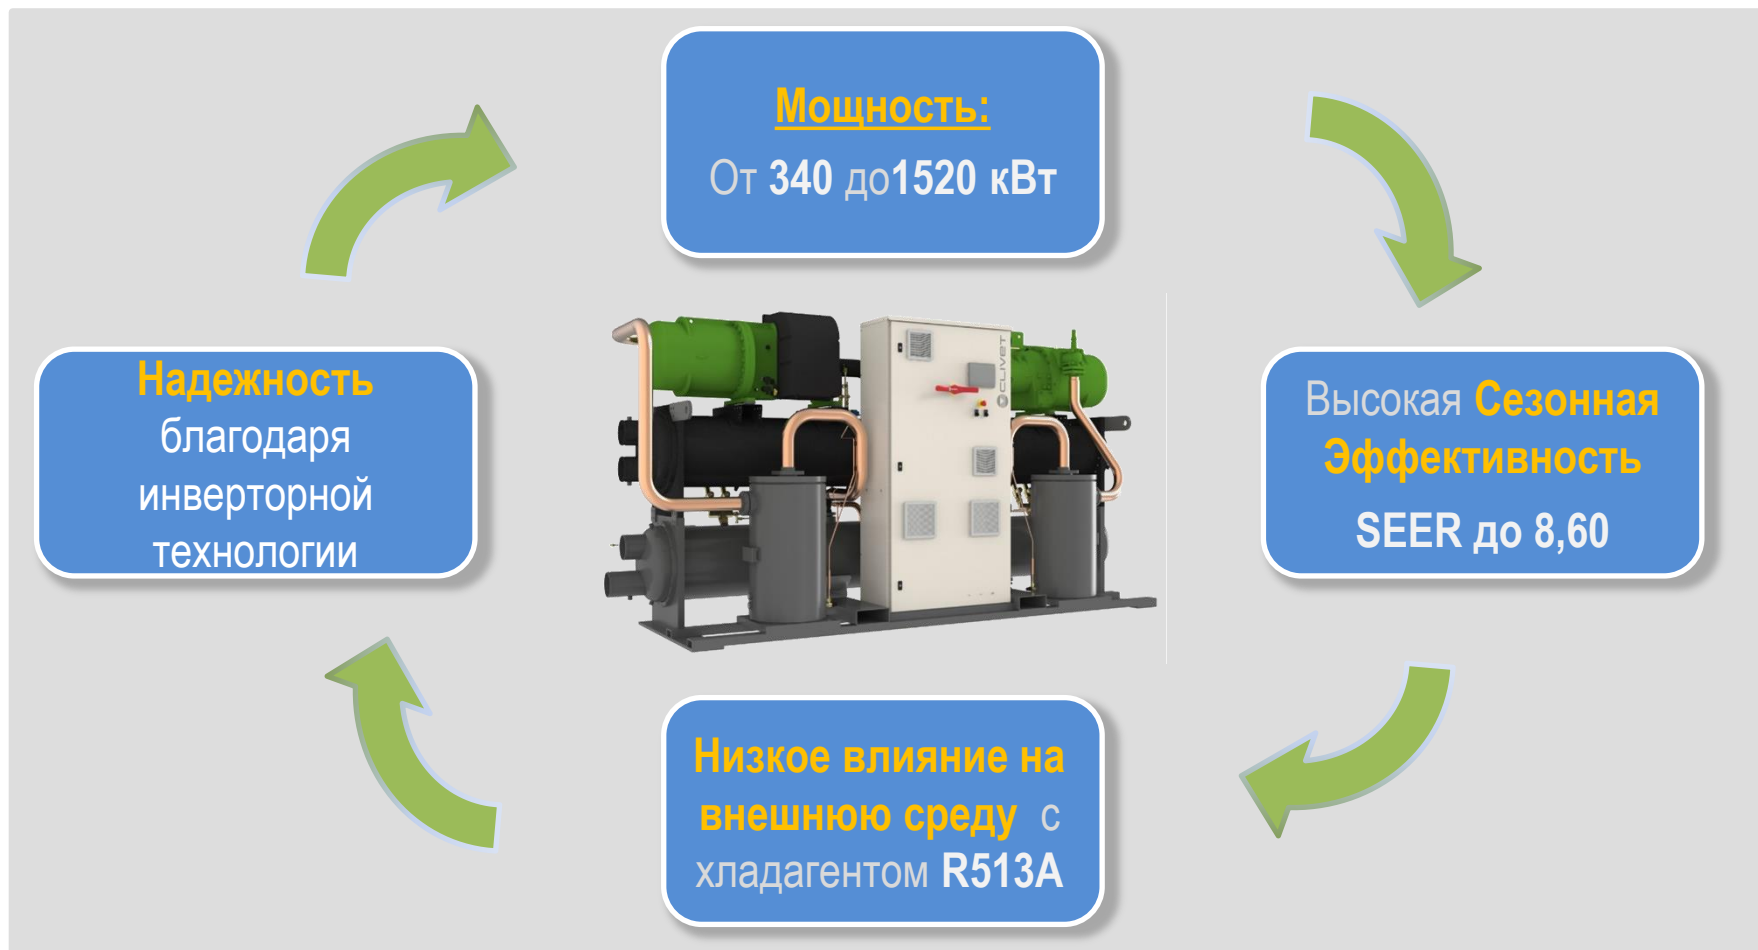 Мощность:
От 340 до1520 кВт
Надежность
благодаря
инверторной
технологии
CLIVET
Высокая Сезонная
Эффективность
SEER до 8,60
Низкое влияние на
внешнюю среду с
хладагентом R513A